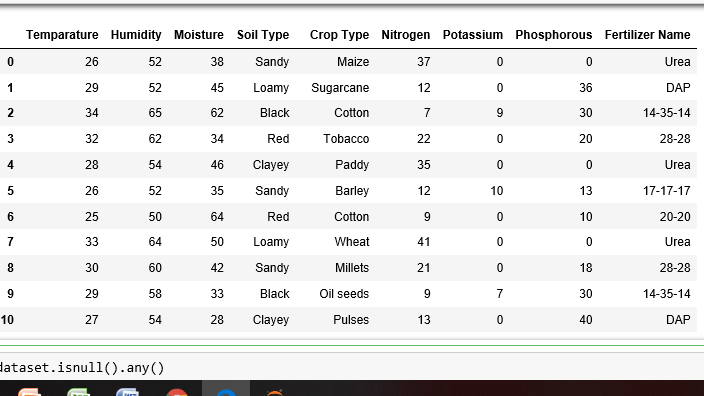 Temparature Humidity Moisture Soil Type Crop Type Nitrogen Potassium Phosphorous Fertilizer Name
0 26 52 38 Sandy Maize 37 0 0 Urea
1 29 52 45 Loamy Sugarcane 12 0 36 DAP
2 34 65 62 Black Cotton 7 9 30 14-35-14
3 32 62 34 Red Tobacco 22 0 20 28-28
4 28 54 46 Clayey Paddy 35 0 0 Urea
5 26 52 35 Sandy Barley 12 10 13 17-17-17
6 25 50 64 Red Cotton 9 0 10 20-20
7 33 64 50 Loamy Wheat 41 0 0 Urea
8 30 60 42 Sandy Millets 21 0 18 28-28
9 29 58 33 Black Oil seeds 9 7 30 14-35-14
10 27 54 28 Clayey Pulses 13 0 40 DAP
dataset.isnull().any()